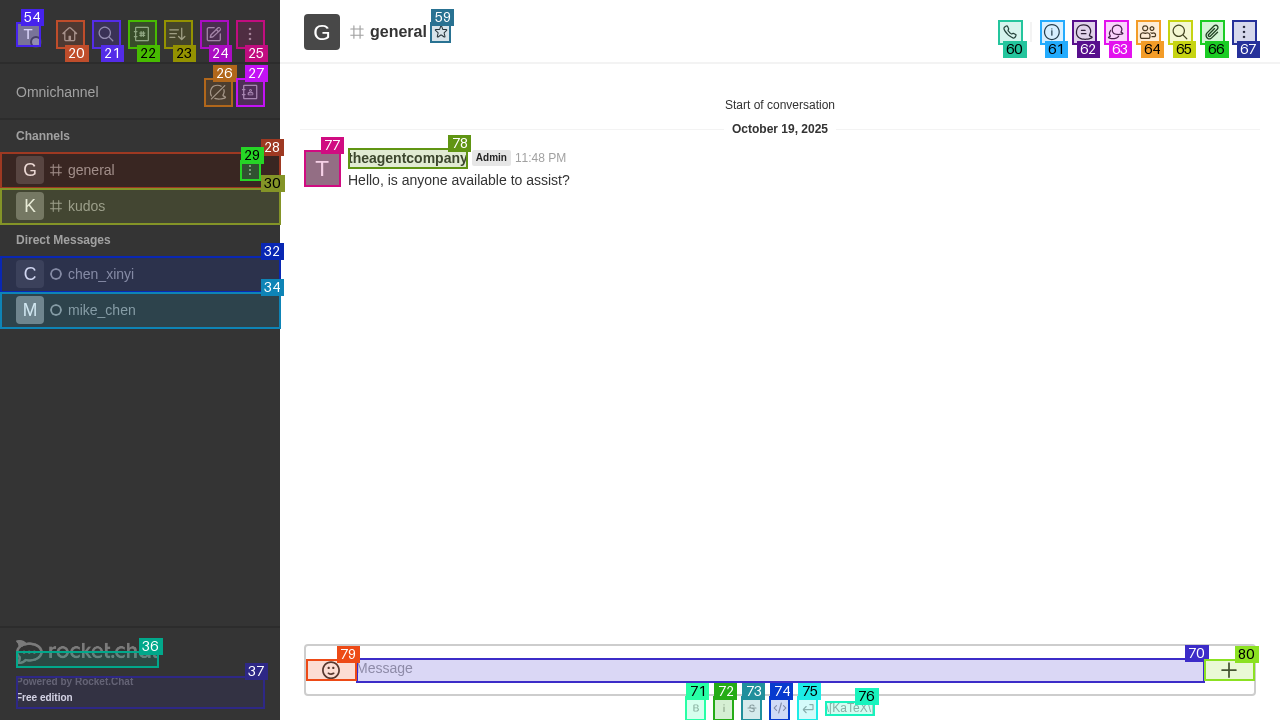 54
T
20
21
22
23
24
25
Omnichannel
26
27
Channels
28
G general
29
30
K kudos
Direct Messages
32
C chen_xinyi
34
M mike_chen
36
rocket.chat
37
Powered by Rocket.Chat
Free edition
G general
59
60
61
62
63
64
65
66
67
Start of conversation
October 19, 2025
77
78
T theagentcompany Admin 11:48 PM
Hello, is anyone available to assist?
79
70
80
Message
71
72
73
74
75
76
B
i
S
</>
\[KaTeX\]